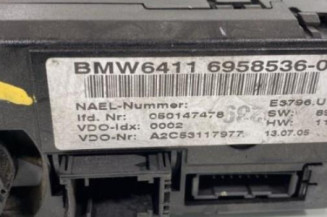 BMW6411 6958536-0
NAEL-Nummer: E3796.U
lfd. Nr: 050147478 SW: 
VDO-Idx: 0002 HW: 11
VDO-Nr: A2C53117977 13.07.05